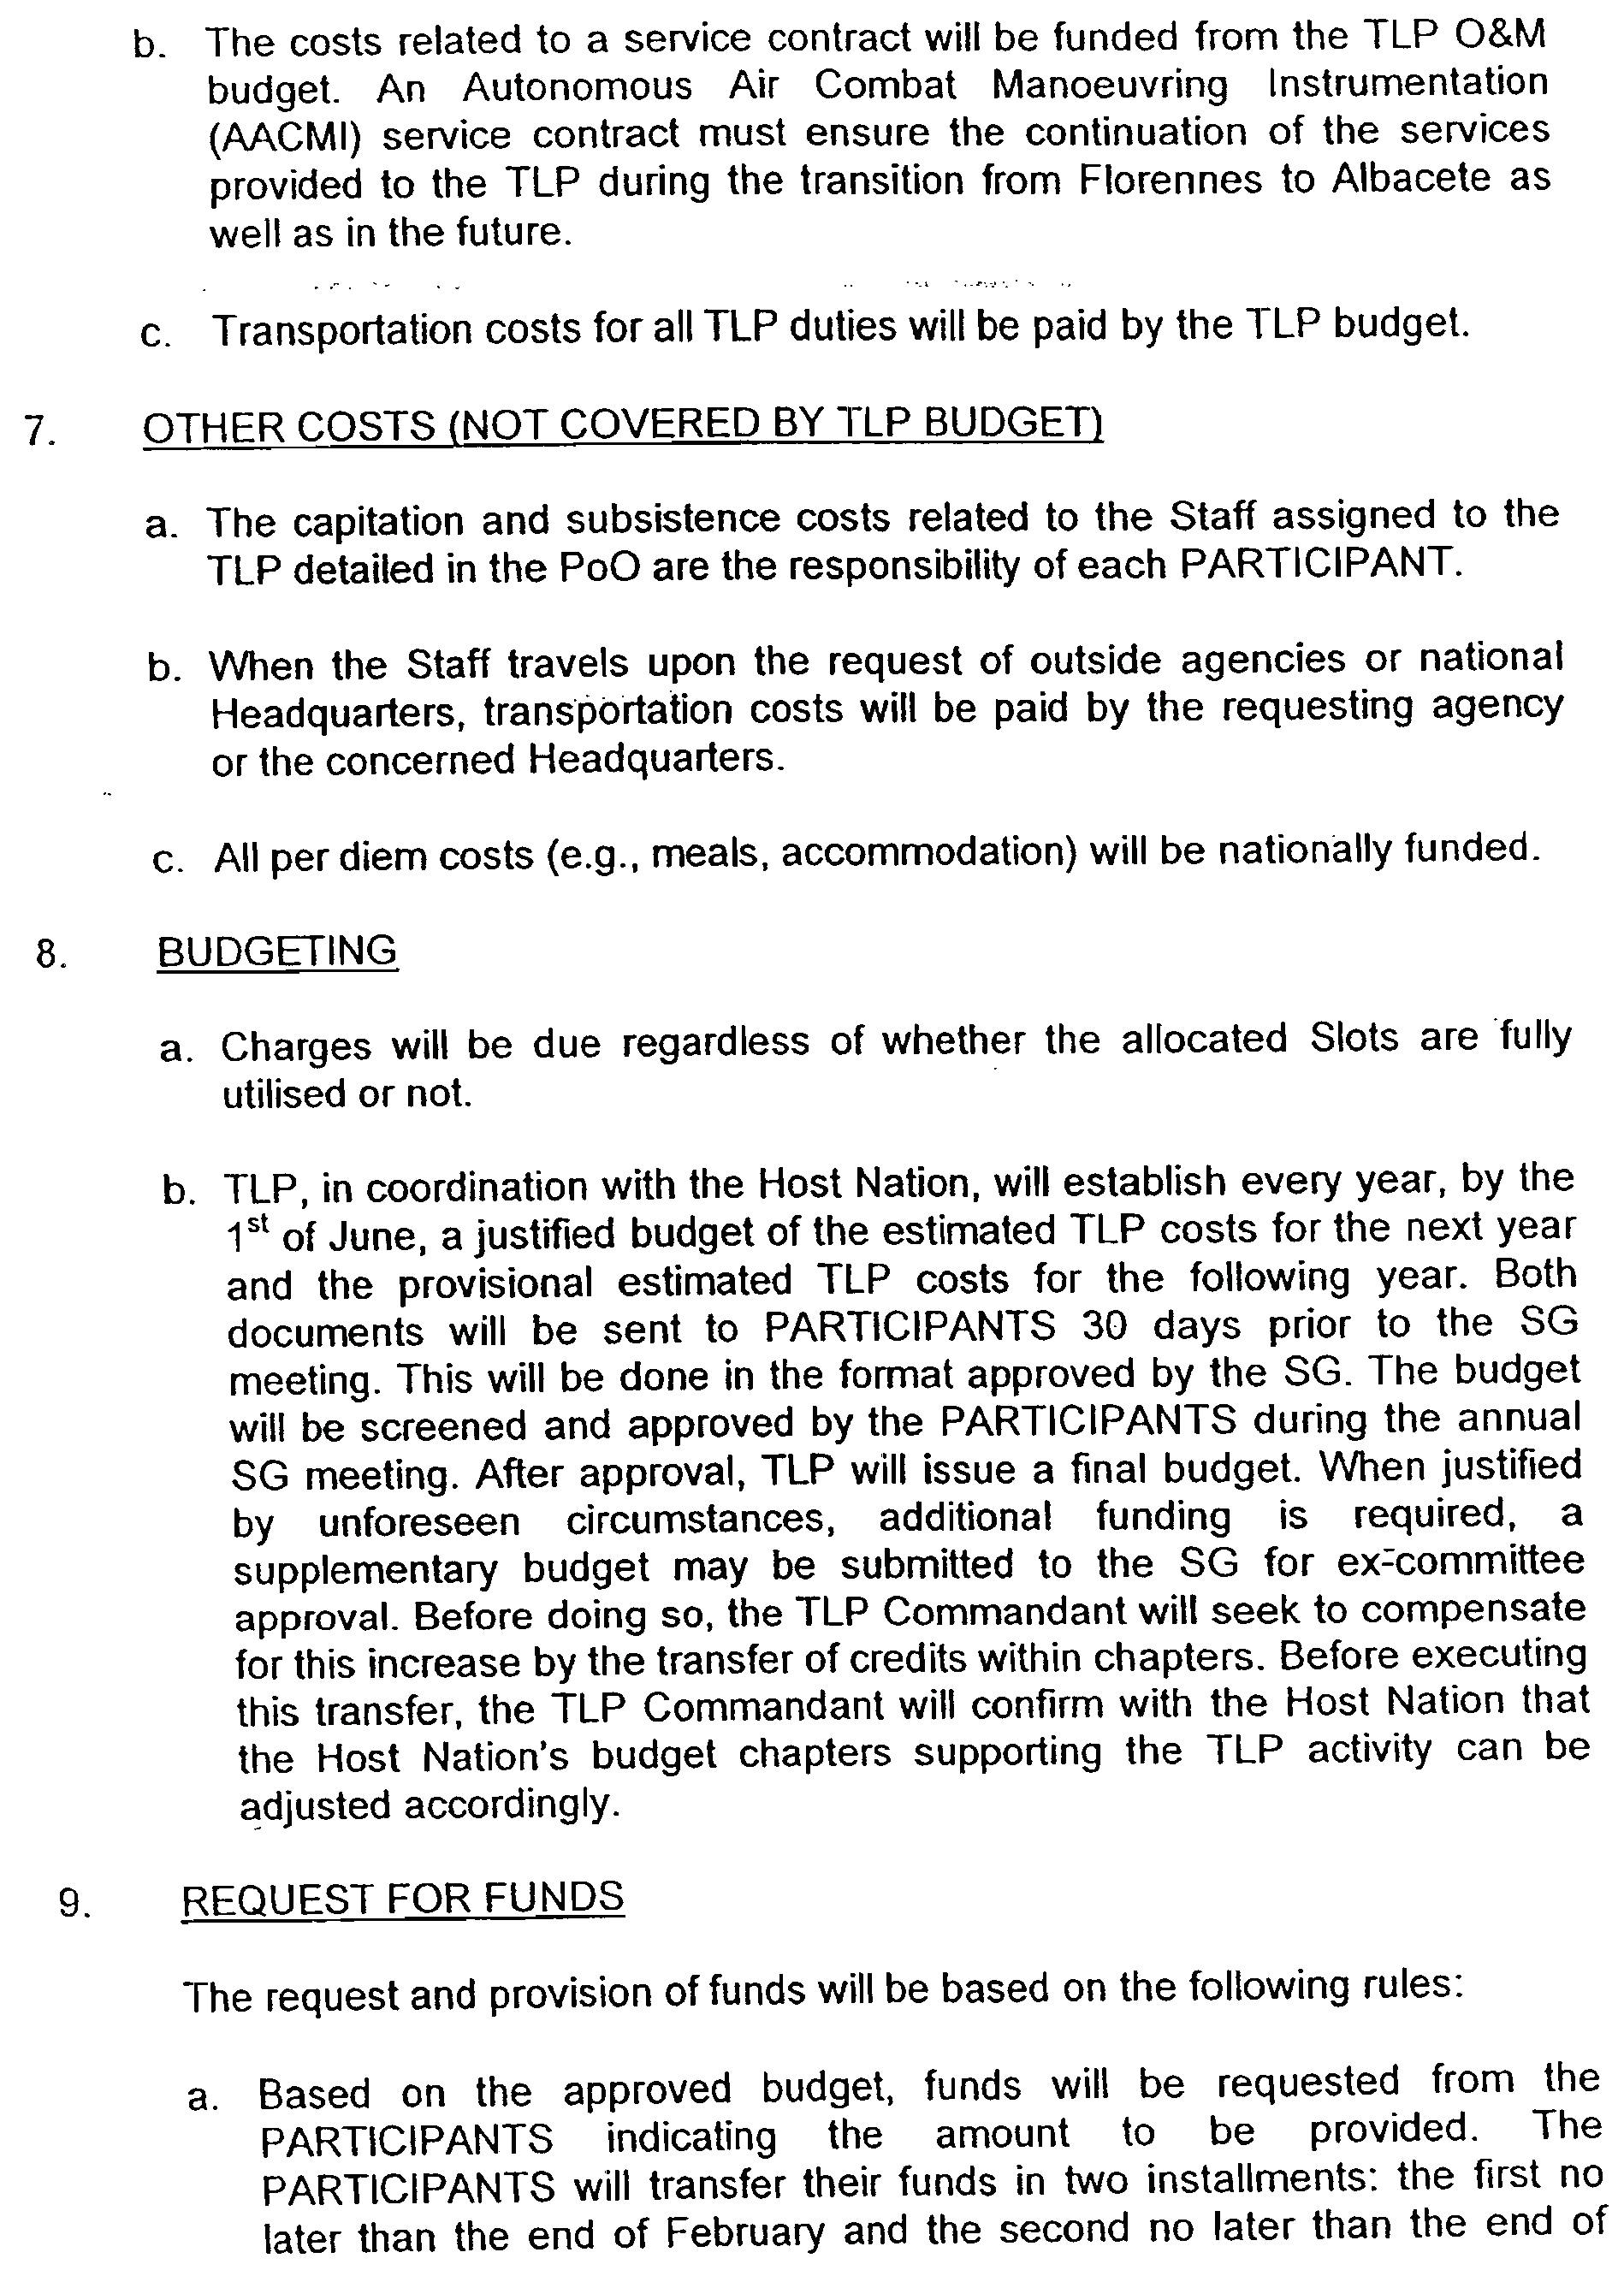 b. The costs related to a service contract will be funded from the TLP O&M
budget. An Autonomous Air Combat Manoeuvring Instrumentation
(AACMI) service contract must ensure the continuation of the services
provided to the TLP during the transition from Florennes to Albacete as
well as in the future.
c. Transportation costs for all TLP duties will be paid by the TLP budget.
7. OTHER COSTS (NOT COVERED BY TLP BUDGET)
a. The capitation and subsistence costs related to the Staff assigned to the
TLP detailed in the PoO are the responsibility of each PARTICIPANT.
b. When the Staff travels upon the request of outside agencies or national
Headquarters, transportation costs will be paid by the requesting agency
or the concerned Headquarters.
c. All per diem costs (e.g., meals, accommodation) will be nationally funded.
8. BUDGETING
a. Charges will be due regardless of whether the allocated Slots are fully
utilised or not.
b. TLP, in coordination with the Host Nation, will establish every year, by the
1st of June, a justified budget of the estimated TLP costs for the next year
and the provisional estimated TLP costs for the following year. Both
documents will be sent to PARTICIPANTS 30 days prior to the SG
meeting. This will be done in the format approved by the SG. The budget
will be screened and approved by the PARTICIPANTS during the annual
SG meeting. After approval, TLP will issue a final budget. When justified
by unforeseen circumstances, additional funding is required, a
supplementary budget may be submitted to the SG for ex-committee
approval. Before doing so, the TLP Commandant will seek to compensate
for this increase by the transfer of credits within chapters. Before executing
this transfer, the TLP Commandant will confirm with the Host Nation that
the Host Nation's budget chapters supporting the TLP activity can be
adjusted accordingly.
9. REQUEST FOR FUNDS
The request and provision of funds will be based on the following rules:
a. Based on the approved budget, funds will be requested from the
PARTICIPANTS indicating the amount to be provided. The
PARTICIPANTS will transfer their funds in two installments: the first no
later than the end of February and the second no later than the end of